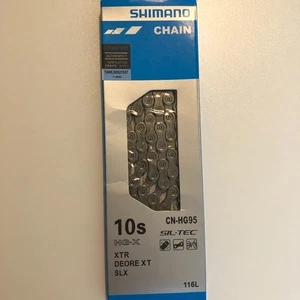 SHIMANO
CHAIN
10s
CN-HG95
HG-X
SIL-TEC
XTR
DEORE XT
SLX
116L